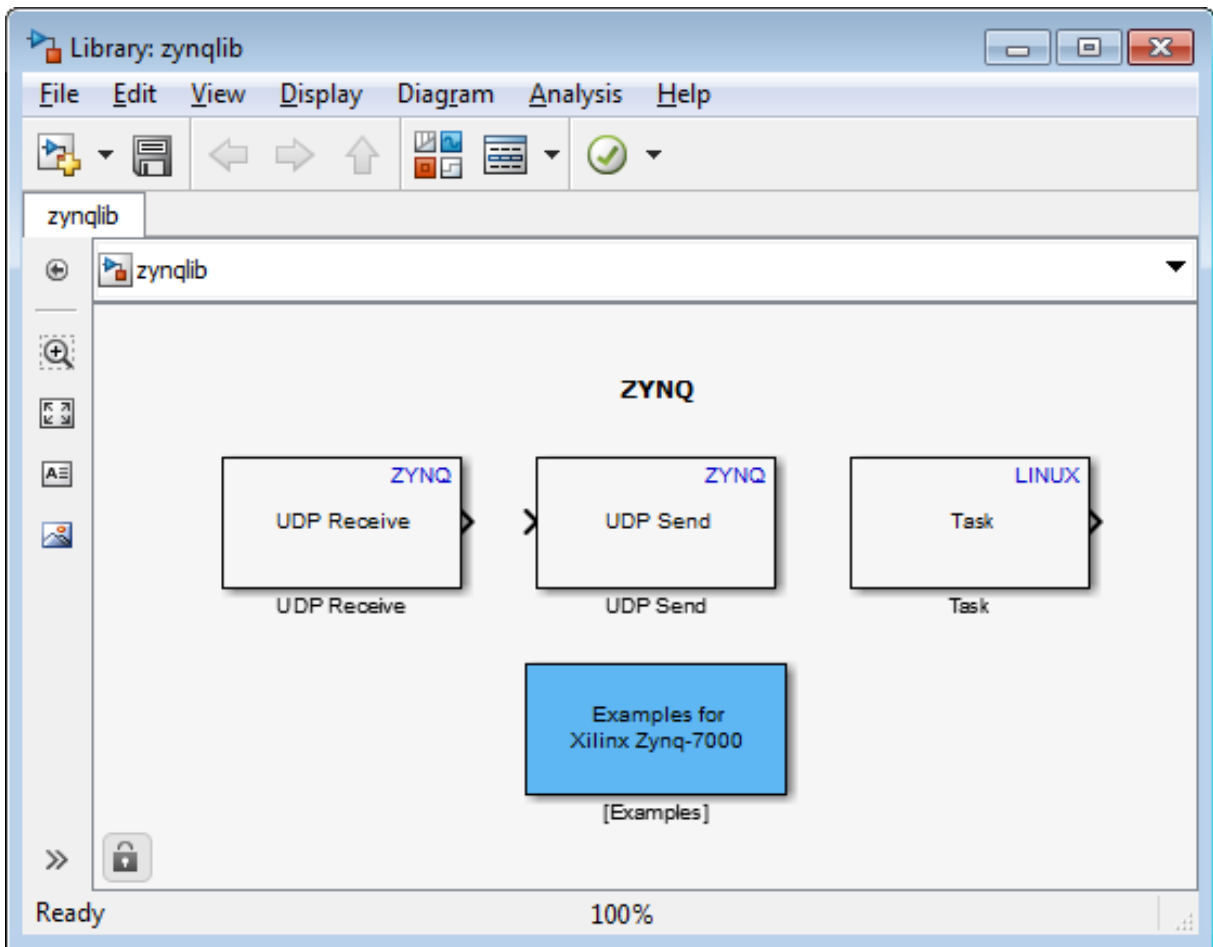 Library: zynqlib
File Edit View Display Diagram Analysis Help
zynqlib
zynqlib
ZYNQ
ZYNQ
UDP Receive
UDP Receive
ZYNQ
UDP Send
UDP Send
LINUX
Task
Task
Examples for
Xilinx Zynq-7000
[Examples]
Ready 100%